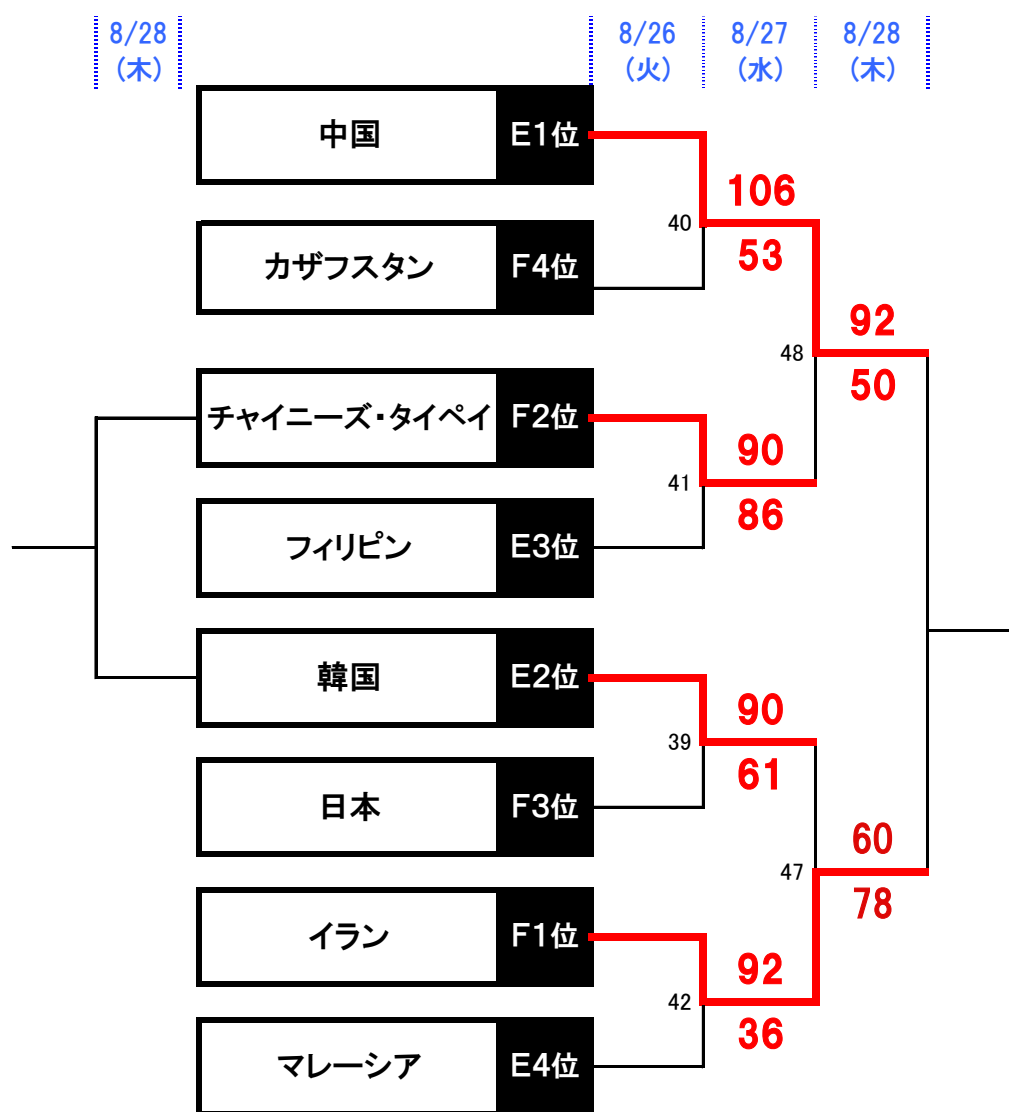 8/28 8/26 8/27 8/28
(木) (火) (水) (木)
中国 E1位
106
40
53
カザフスタン F4位
92
48
50
チャイニーズ・タイペイ F2位
90
41
86
フィリピン E3位
韓国 E2位
90
39
61
日本 F3位
60
47
78
イラン F1位
92
42
36
マレーシア E4位